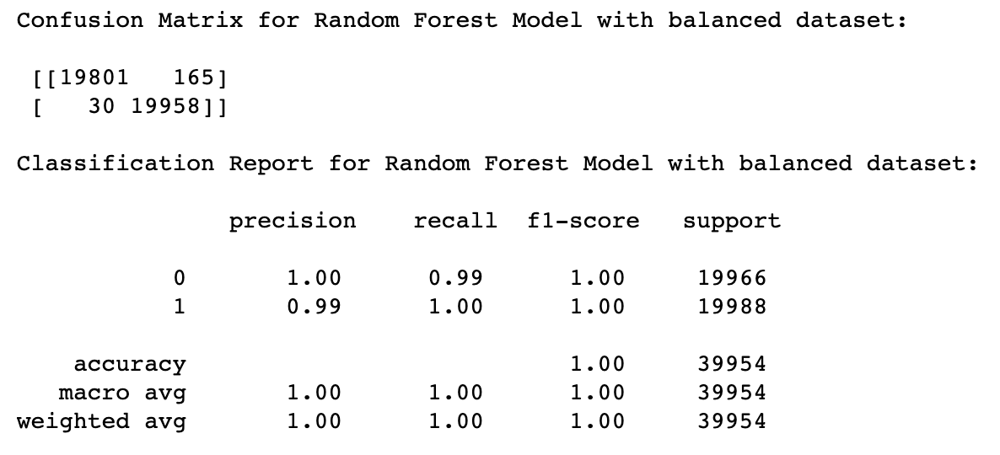 Confusion Matrix for Random Forest Model with balanced dataset:
[[19801   165]
[   30 19958]]
Classification Report for Random Forest Model with balanced dataset:
precision    recall  f1-score   support
0       1.00      0.99      1.00     19966
1       0.99      1.00      1.00     19988
accuracy                           1.00     39954
macro avg       1.00      1.00      1.00     39954
weighted avg       1.00      1.00      1.00     39954